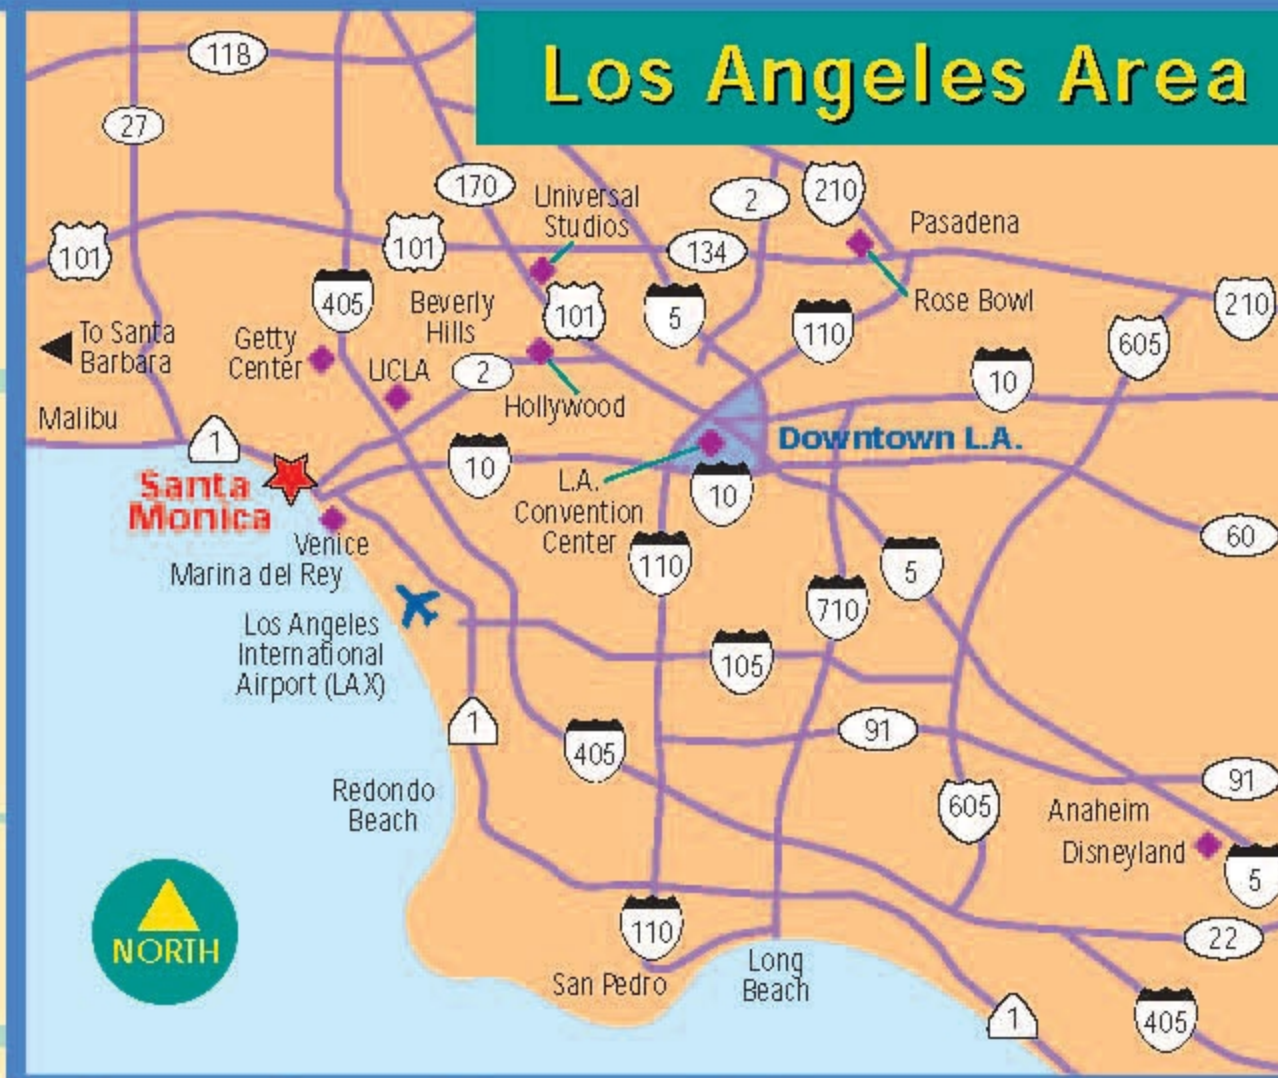 Los Angeles Area
118
27
170
Universal
Studios
2
210
Pasadena
101
101
134
405
Beverly
Hills
101
5
110
Rose Bowl
210
605
To Santa
Barbara
Getty
Center
UCLA
2
10
Hollywood
Malibu
1
10
Downtown L.A.
Santa
Monica
L.A.
Convention
Center
10
60
Venice
Marina del Rey
110
5
710
Los Angeles
International
Airport (LAX)
105
1
405
91
91
Redondo
Beach
605
Anaheim
Disneyland
5
110
22
NORTH
San Pedro
Long
Beach
1
405